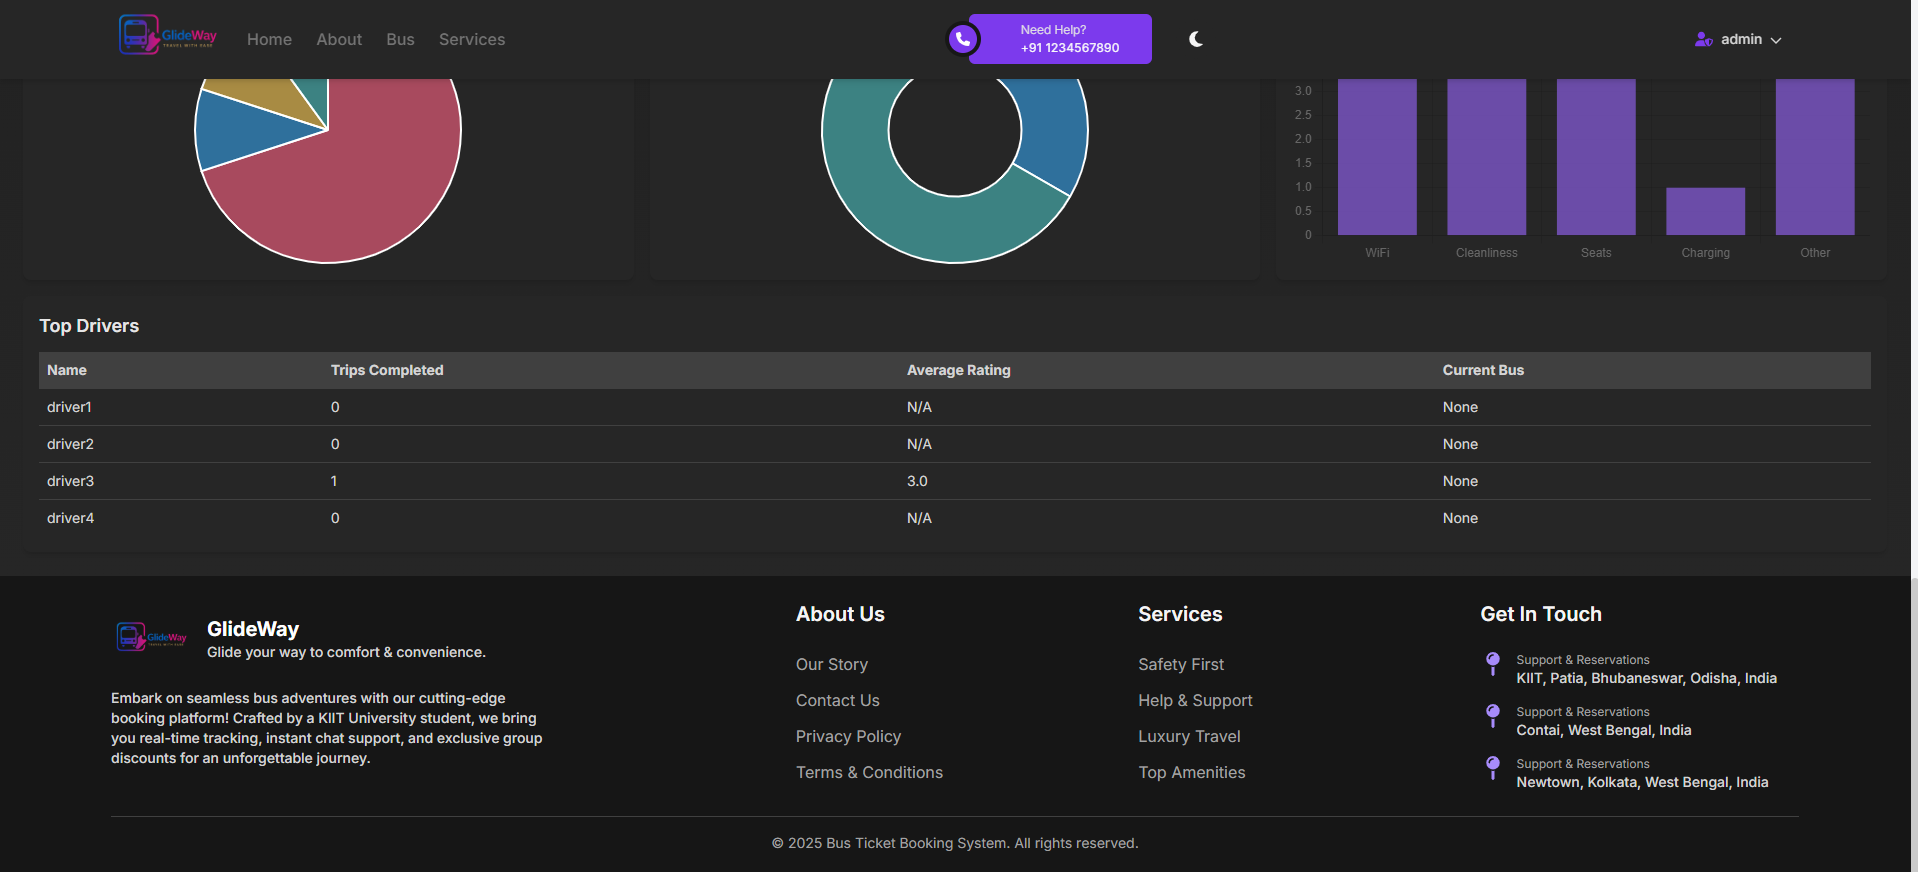 GlideWay
TRAVEL WITH EASE
Home
About
Bus
Services
Need Help?
+91 1234567890
admin
3.0
2.5
2.0
1.5
1.0
0.5
0
WiFi
Cleanliness
Seats
Charging
Other
Top Drivers
Name Trips Completed Average Rating Current Bus
driver1 0 N/A None
driver2 0 N/A None
driver3 1 3.0 None
driver4 0 N/A None
GlideWay
TRAVEL WITH EASE
GlideWay
Glide your way to comfort & convenience.
Embark on seamless bus adventures with our cutting-edge
booking platform! Crafted by a KIIT University student, we bring
you real-time tracking, instant chat support, and exclusive group
discounts for an unforgettable journey.
About Us
Our Story
Contact Us
Privacy Policy
Terms & Conditions
Services
Safety First
Help & Support
Luxury Travel
Top Amenities
Get In Touch
Support & Reservations
KIIT, Patia, Bhubaneswar, Odisha, India
Support & Reservations
Contai, West Bengal, India
Support & Reservations
Newtown, Kolkata, West Bengal, India
© 2025 Bus Ticket Booking System. All rights reserved.